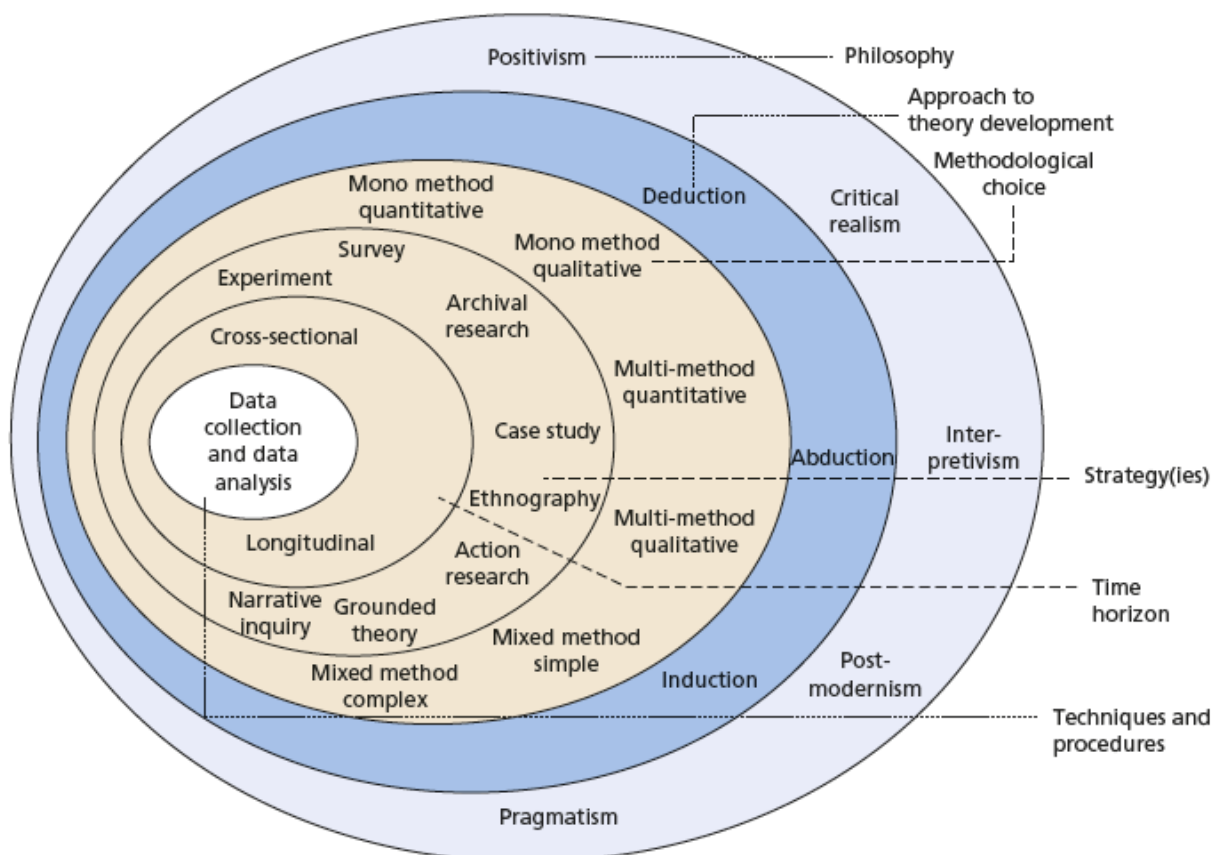 Positivism
Philosophy
Approach to
theory development
Methodological
choice
Mono method
quantitative
Deduction
Critical
realism
Mono method
qualitative
Survey
Experiment
Archival
research
Cross-sectional
Multi-method
quantitative
Data
collection
and data
analysis
Case study
Abduction
Inter-
pretivism
Strategy(ies)
Ethnography
Multi-method
qualitative
Longitudinal
Action
research
Time
horizon
Narrative
inquiry
Grounded
theory
Mixed method
simple
Mixed method
complex
Induction
Post-
modernism
Techniques and
procedures
Pragmatism